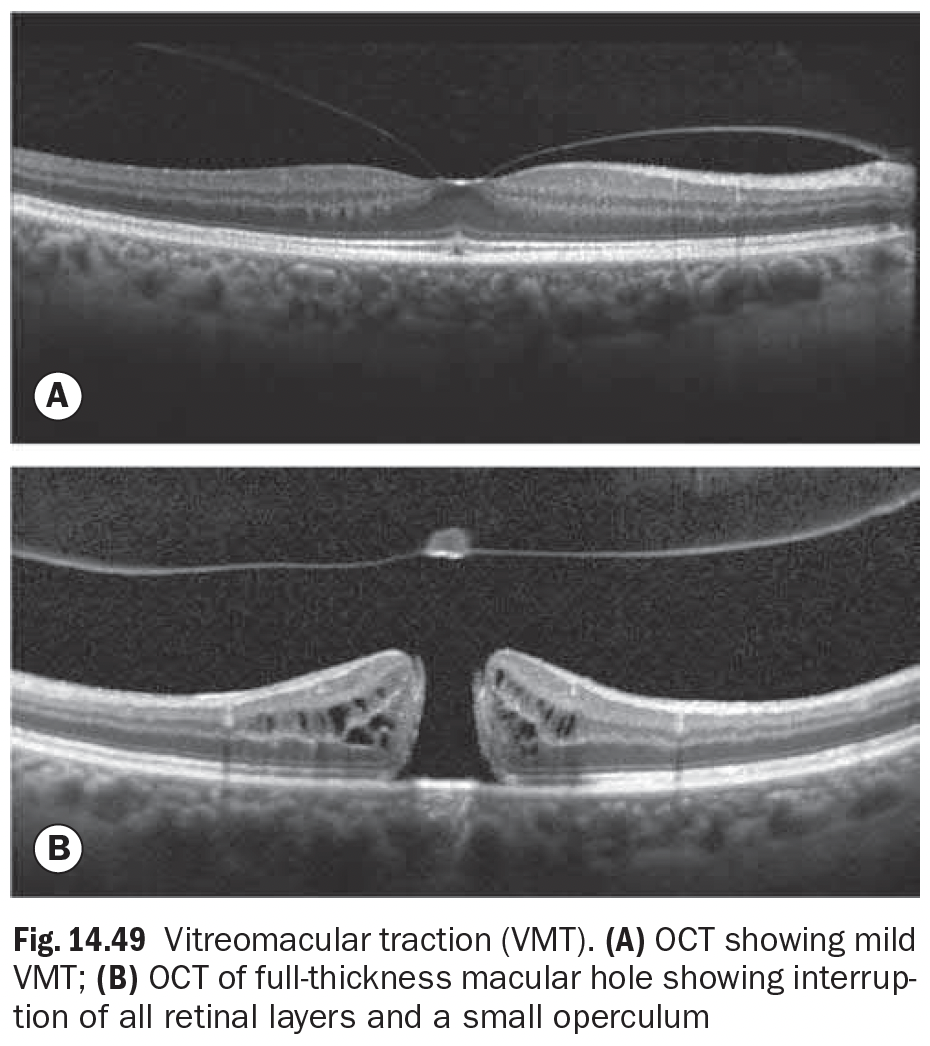 A
B
Fig. 14.49 Vitreomacular traction (VMT). (A) OCT showing mild
VMT; (B) OCT of full-thickness macular hole showing interrup-
tion of all retinal layers and a small operculum